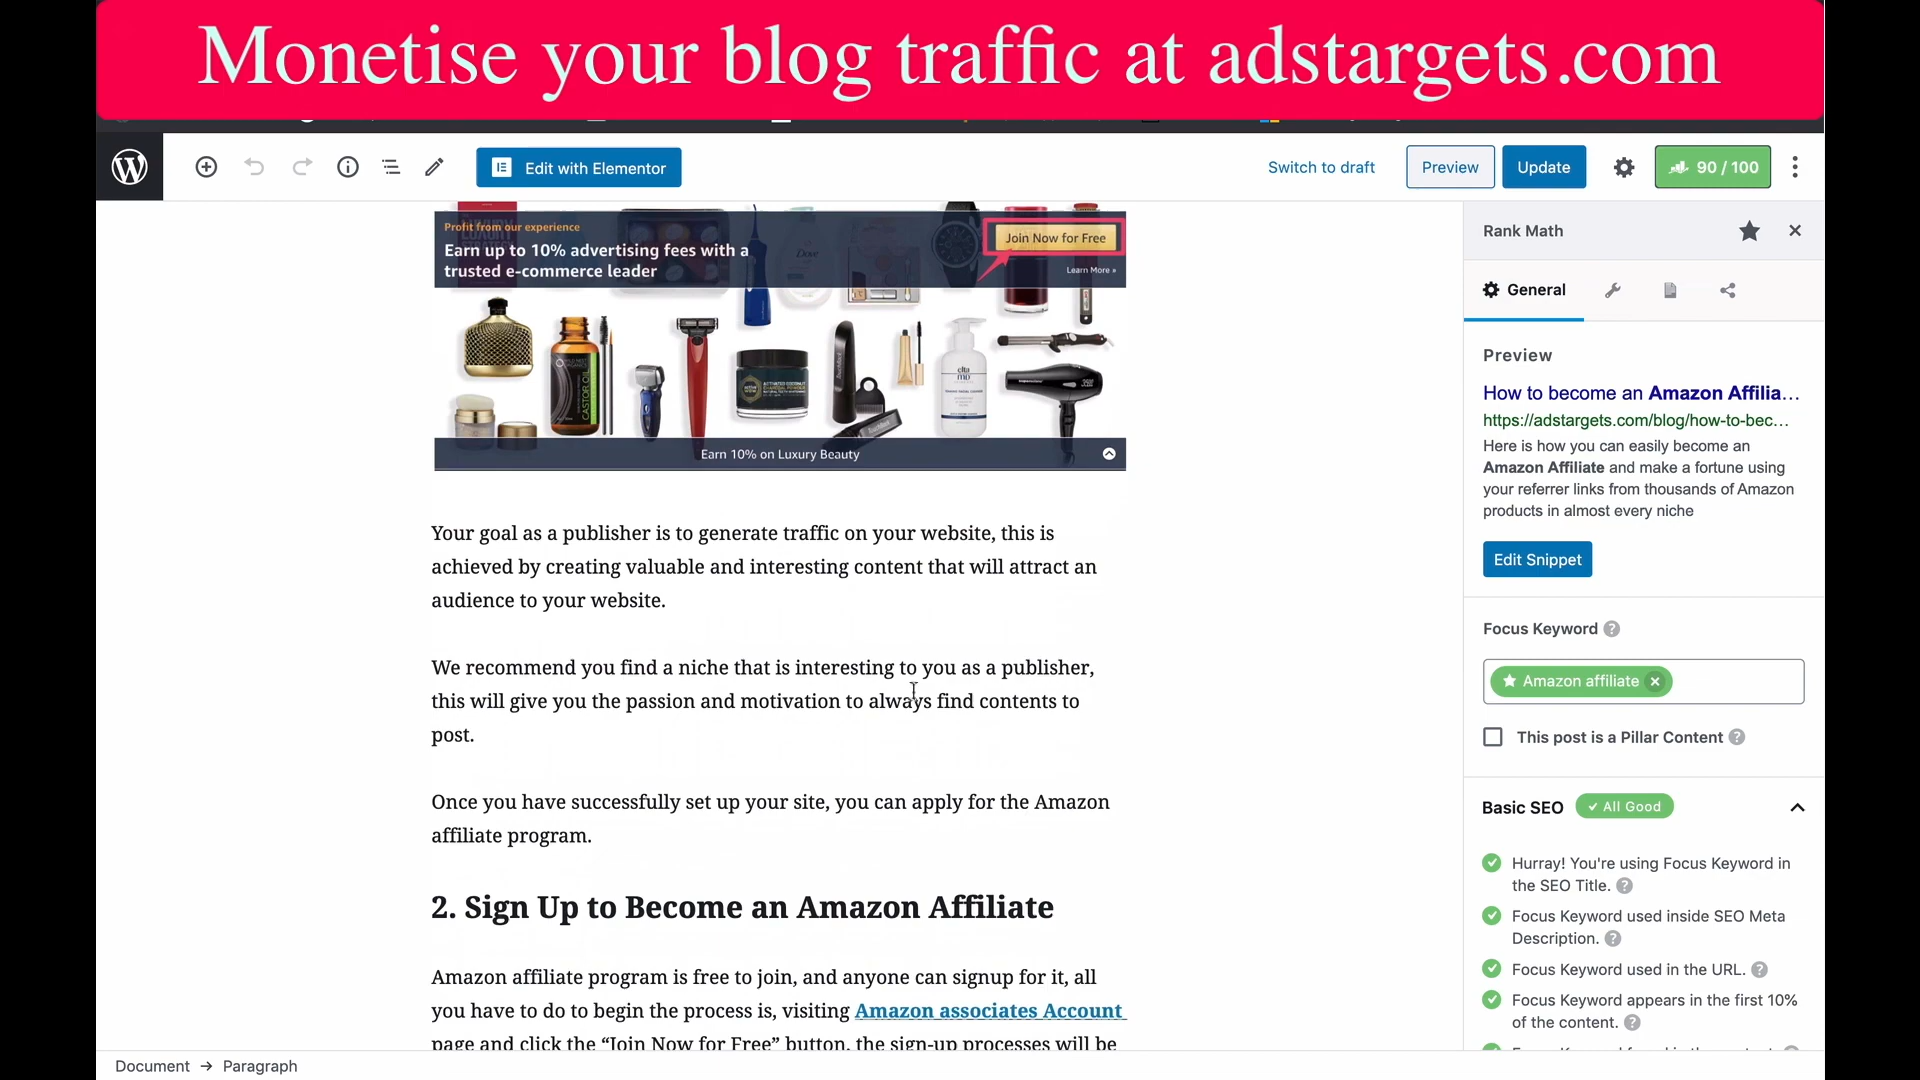 Monetise your blog traffic at adstargets.com
Edit with Elementor
Switch to draft
Preview
Update
90 / 100
Profit from our experience
Earn up to 10% advertising fees with a
trusted e-commerce leader
Join Now for Free
Learn More »
CASTOR OIL
elta
MD
Earn 10% on Luxury Beauty
Your goal as a publisher is to generate traffic on your website, this is
achieved by creating valuable and interesting content that will attract an
audience to your website.
We recommend you find a niche that is interesting to you as a publisher,
this will give you the passion and motivation to always find contents to
post.
Once you have successfully set up your site, you can apply for the Amazon
affiliate program.
2. Sign Up to Become an Amazon Affiliate
Amazon affiliate program is free to join, and anyone can signup for it, all
you have to do to begin the process is, visiting Amazon associates Account
page and click the “Join Now for Free” button, the sign-up processes will be
Rank Math
General
Preview
How to become an Amazon Affilia...
https://adstargets.com/blog/how-to-bec...
Here is how you can easily become an
Amazon Affiliate and make a fortune using
your referrer links from thousands of Amazon
products in almost every niche
Edit Snippet
Focus Keyword
Amazon affiliate
This post is a Pillar Content
Basic SEO
All Good
Hurray! You're using Focus Keyword in
the SEO Title.
Focus Keyword used inside SEO Meta
Description.
Focus Keyword used in the URL.
Focus Keyword appears in the first 10%
of the content.
Document → Paragraph